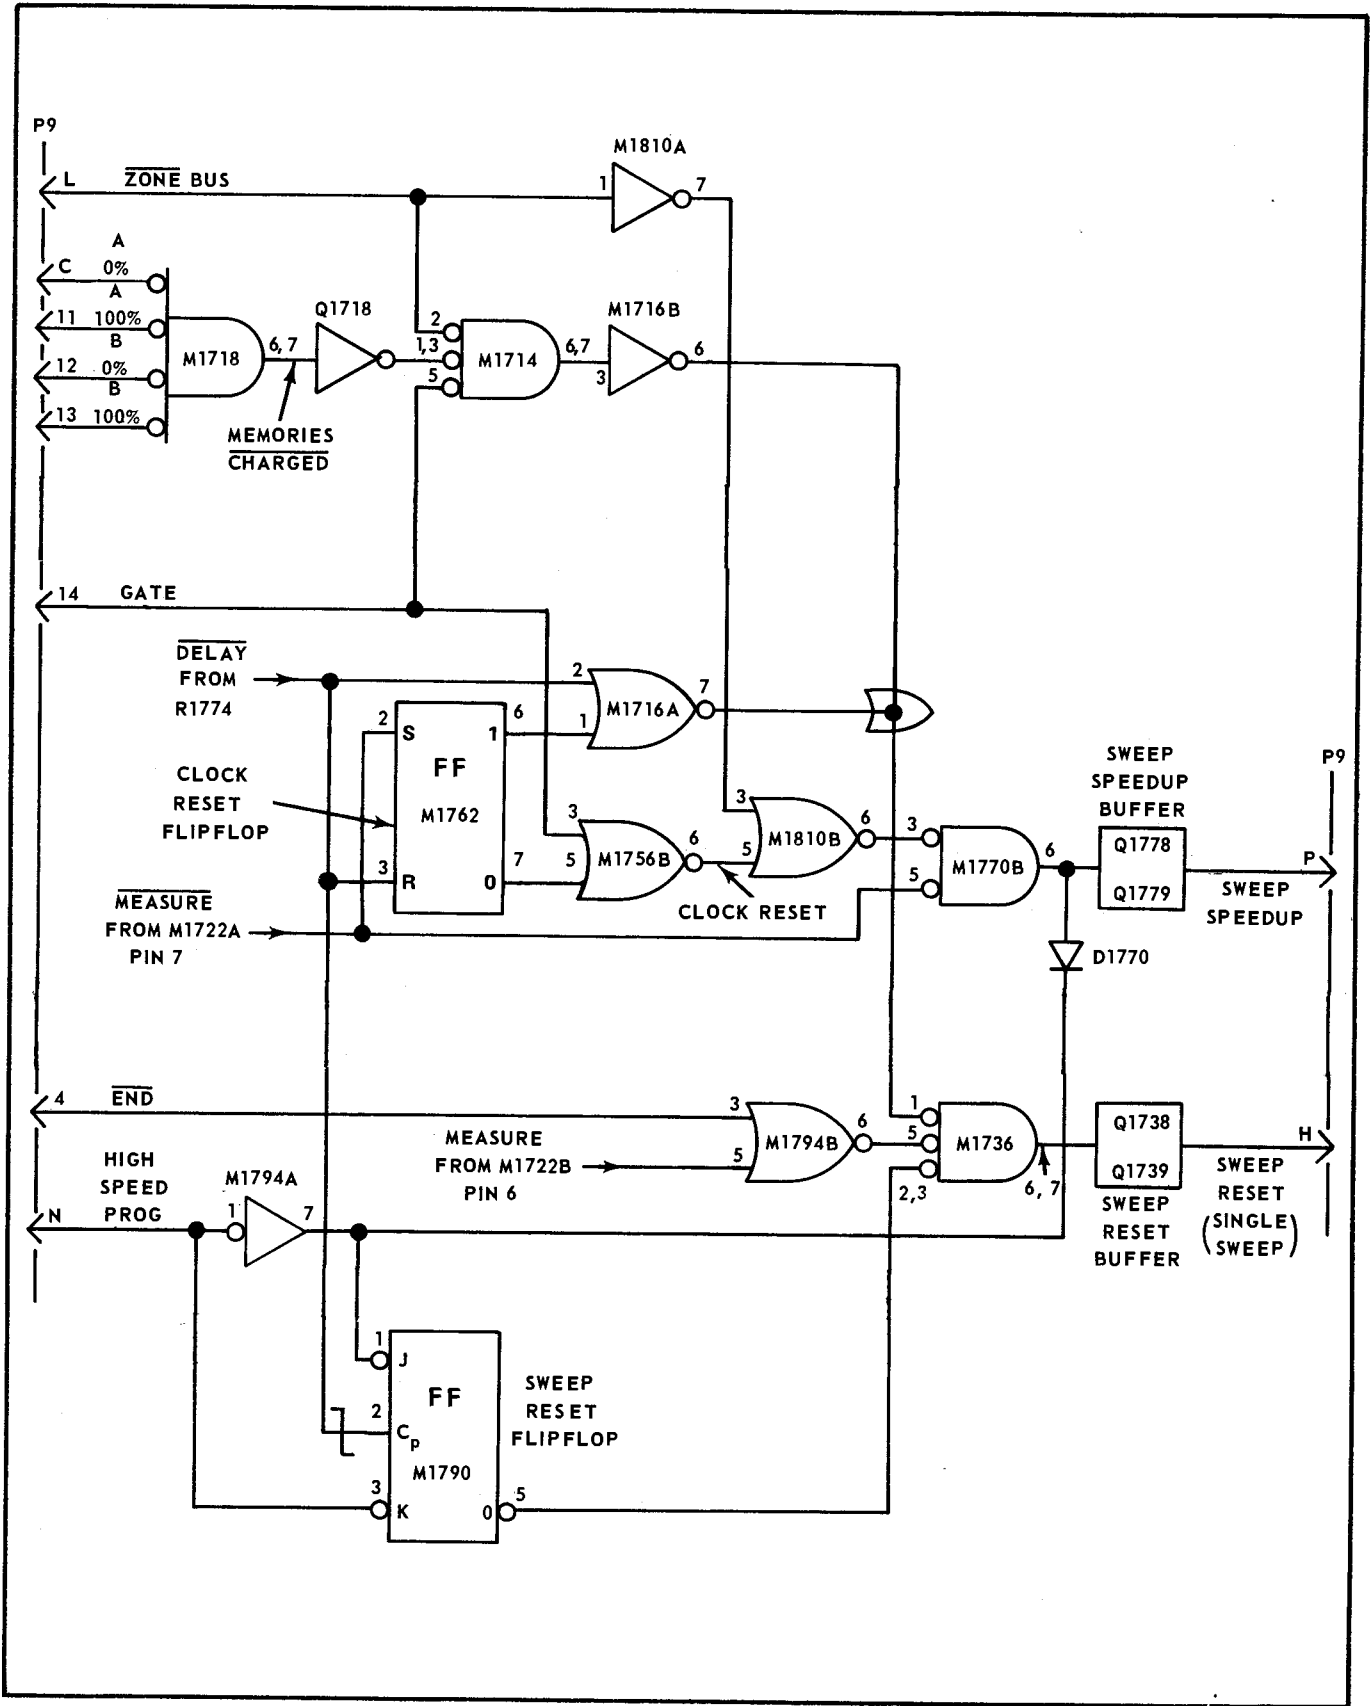 P9
L ZONE BUS
M1810A
1 7
C A 0%
11 A 100%
12 B 0%
13 B 100%
M1718
6, 7
Q1718
MEMORIES
CHARGED
2
1,3
5
M1714
6,7
M1716B
3 6
14 GATE
DELAY
FROM
R1774
2
1
M1716A
7
CLOCK
RESET
FLIPFLOP
2 S 1 6
FF
M1762
3 R 0 7
3
5
M1756B
6
CLOCK RESET
3
5
M1810B
6
3
5
M1770B
6
SWEEP
SPEEDUP
BUFFER
Q1778
Q1779
P9
P
SWEEP
SPEEDUP
MEASURE
FROM M1722A
PIN 7
D1770
4 END
3
5
M1794B
6
MEASURE
FROM M1722B
PIN 6
1
5
2,3
M1736
6, 7
Q1738
Q1739
SWEEP
RESET
BUFFER
H
SWEEP
RESET
(SINGLE
SWEEP)
HIGH
SPEED
PROG
N
M1794A
1 7
1 J
FF
2 Cp
M1790
3 K 0 5
SWEEP
RESET
FLIPFLOP